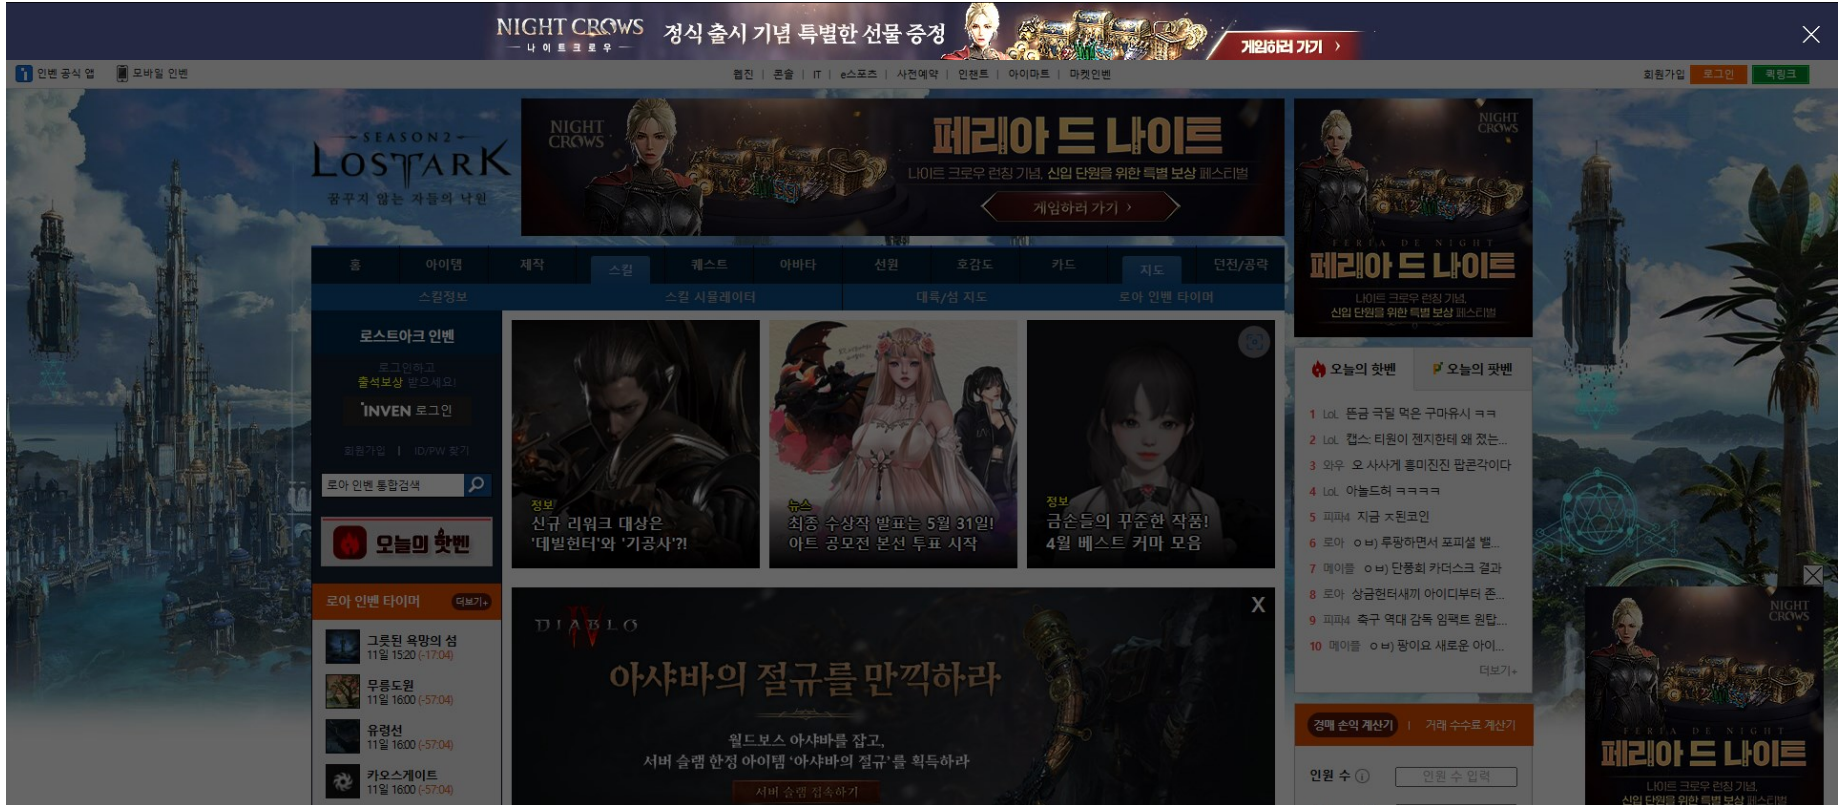 NIGHT CROWS
나이트크로우
정식 출시 기념 특별한 선물 증정
게임하러 가기 >
인벤 공식 앱
모바일 인벤
웹진 | 콘솔 | IT | e스포츠 | 사전예약 | 인챈트 | 아이마트 | 마켓인벤
회원가입
로그인
퀵링크
SEASON2
LOSTARK
꿈꾸지 않는 자들의 낙원
NIGHT
CROWS
페리아 드 나이트
나이트 크로우 런칭 기념, 신입 단원을 위한 특별 보상 페스티벌
게임하러 가기 >
NIGHT
CROWS
FERIA DE NIGHT
페리아 드 나이트
나이트 크로우 런칭 기념,
신입 단원을 위한 특별 보상 페스티벌
홈 아이템 제작 스킬 퀘스트 아바타 선원 호감도 카드 지도 던전/공략
스킬정보 스킬 시뮬레이터 대륙/섬 지도 로아 인벤 타이머
로스트아크 인벤
로그인하고
출석보상 받으세요!
INVEN 로그인
회원가입 | ID/PW 찾기
로아 인벤 통합검색
오늘의 핫벤
로아 인벤 타이머 더보기+
그릇된 욕망의 섬
11일 15:20 (-17:04)
무릉도원
11일 16:00 (-57:04)
유령선
11일 16:00 (-57:04)
카오스게이트
11일 16:00 (-57:04)
정보
신규 리워크 대상은
'데빌헌터'와 '기공사'?!
뉴스
최종 수상작 발표는 5월 31일!
아트 공모전 본선 투표 시작
정보
금손들의 꾸준한 작품!
4월 베스트 커마 모음
DIABLO
IV
X
아샤바의 절규를 만끽하라
월드보스 아샤바를 잡고,
서버 슬램 한정 아이템 '아샤바의 절규'를 획득하라
서버 슬램 접속하기
오늘의 핫벤
오늘의 팟벤
1 LoL 뜬금 극딜 먹은 구마유시 ㅋㅋ
2 LoL 캡스: 티원이 젠지한테 왜 졌는...
3 와우 오 사사게 흥미진진 팝콘각이다
4 LoL 아놀드허 ㅋㅋㅋㅋ
5 피파4 지금 ㅈ된코인
6 로아 ㅇㅂ) 루팡하면서 포피셜 밸...
7 메이플 ㅇㅂ) 단풍회 카더스크 결과
8 로아 상금헌터새끼 아이디부터 존...
9 피파4 축구 역대 감독 임팩트 원탑...
10 메이플 ㅇㅂ) 팡이요 새로운 아이...
더보기+
경매 손익 계산기 | 거래 수수료 계산기
인원 수
인원 수 입력
NIGHT
CROWS
FERIA DE NIGHT
페리아 드 나이트
나이트 크로우 런칭 기념,
신입 단원을 위한 특별 보상 페스티벌